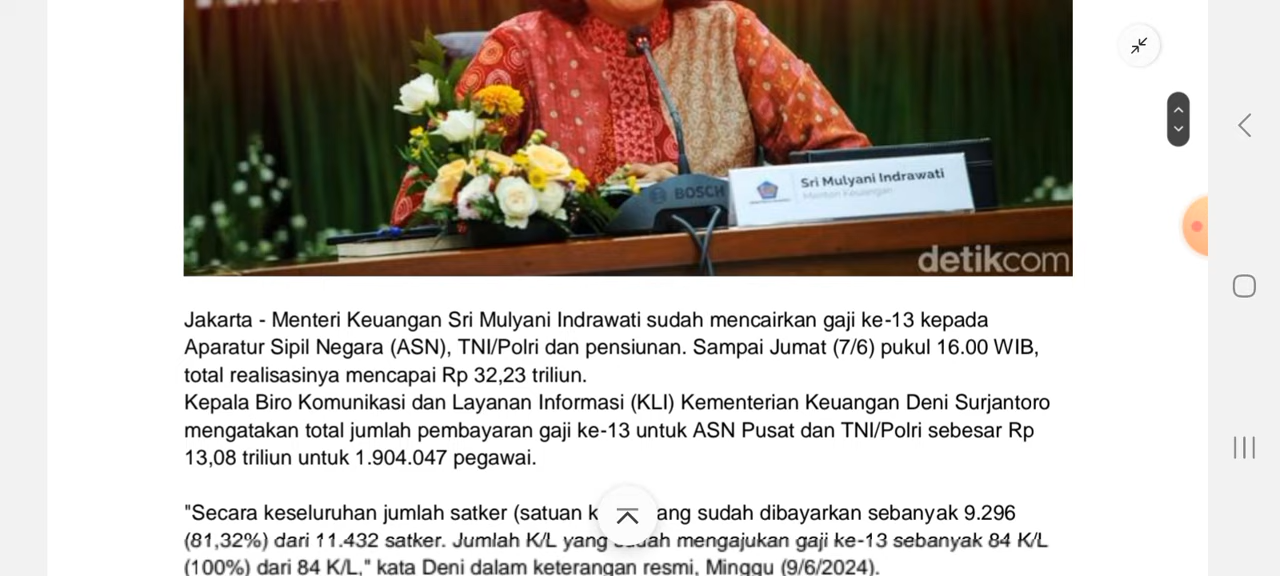 BOSCH
Sri Mulyani Indrawati
Menteri Keuangan
detikcom
Jakarta - Menteri Keuangan Sri Mulyani Indrawati sudah mencairkan gaji ke-13 kepada
Aparatur Sipil Negara (ASN), TNI/Polri dan pensiunan. Sampai Jumat (7/6) pukul 16.00 WIB,
total realisasinya mencapai Rp 32,23 triliun.
Kepala Biro Komunikasi dan Layanan Informasi (KLI) Kementerian Keuangan Deni Surjantoro
mengatakan total jumlah pembayaran gaji ke-13 untuk ASN Pusat dan TNI/Polri sebesar Rp
13,08 triliun untuk 1.904.047 pegawai.
"Secara keseluruhan jumlah satker (satuan k ang sudah dibayarkan sebanyak 9.296
(81,32%) dari 11.432 satker. Jumlah K/L yang sudah mengajukan gaji ke-13 sebanyak 84 K/L
(100%) dari 84 K/L," kata Deni dalam keterangan resmi, Minggu (9/6/2024).